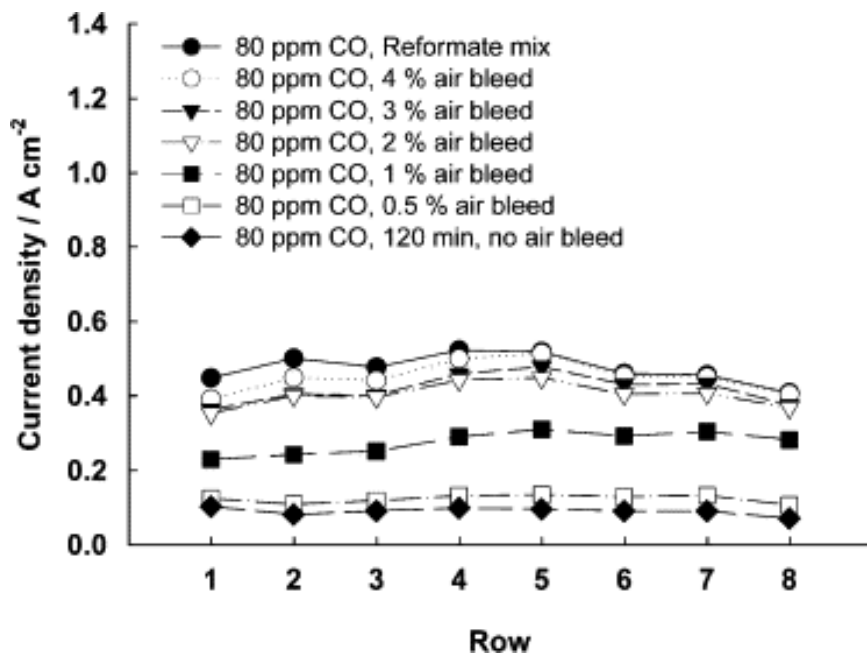 1.4
1.2
1.0
0.8
0.6
0.4
0.2
0.0
Current density / A cm⁻²
80 ppm CO, Reformate mix
80 ppm CO, 4 % air bleed
80 ppm CO, 3 % air bleed
80 ppm CO, 2 % air bleed
80 ppm CO, 1 % air bleed
80 ppm CO, 0.5 % air bleed
80 ppm CO, 120 min, no air bleed
1 2 3 4 5 6 7 8
Row